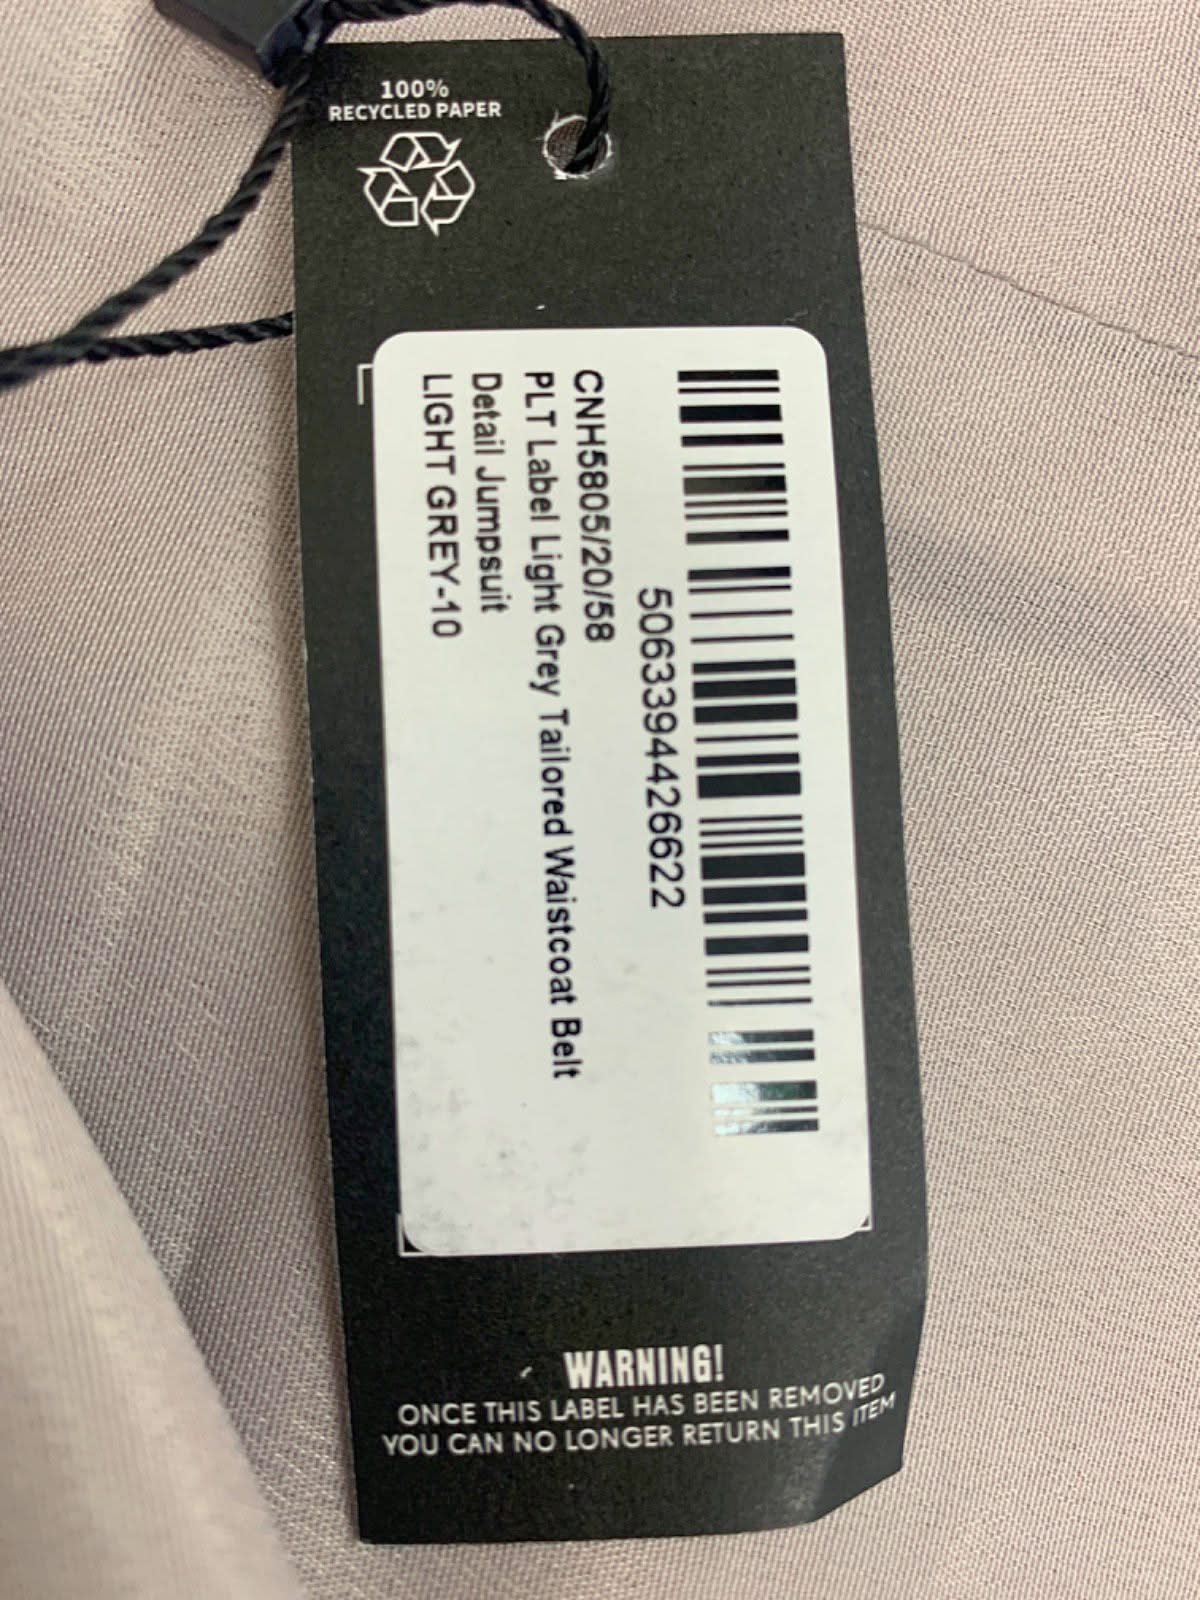 100%
RECYCLED PAPER
5063394426622
CNH5805/20/58
PLT Label Light Grey Tailored Waistcoat Belt
Detail Jumpsuit
LIGHT GREY-10
WARNING!
ONCE THIS LABEL HAS BEEN REMOVED
YOU CAN NO LONGER RETURN THIS ITEM